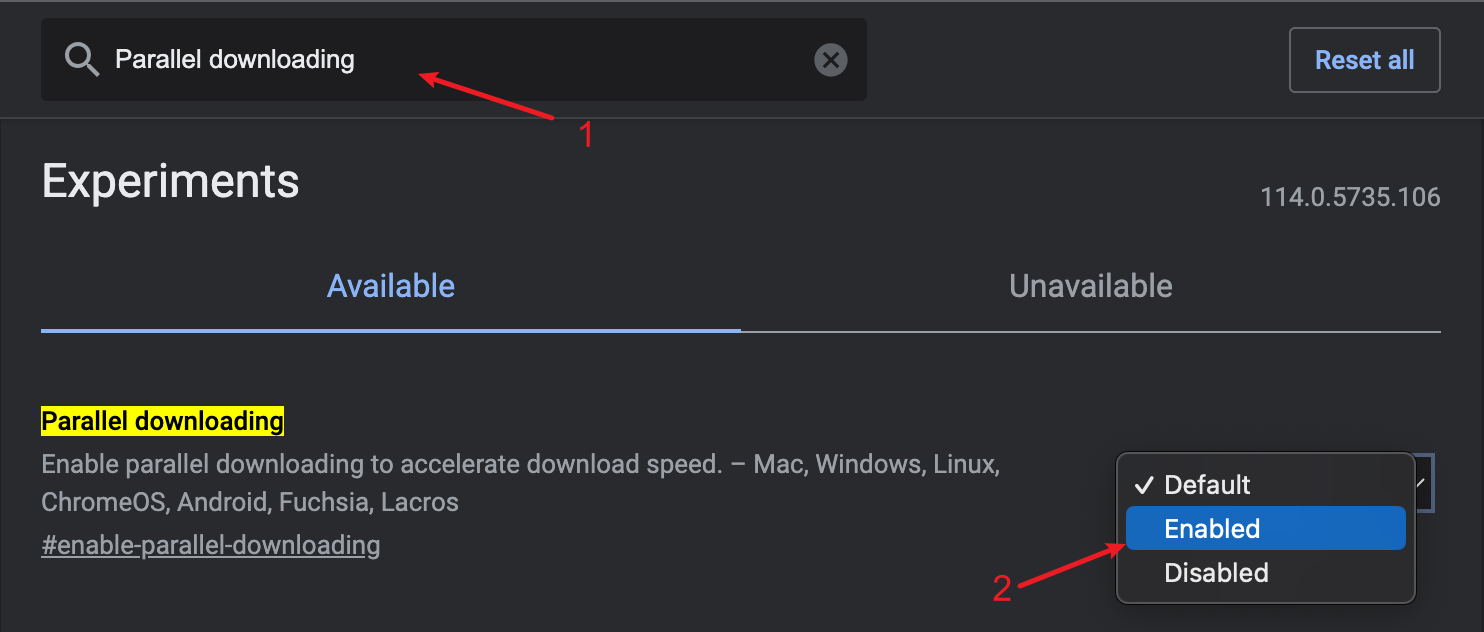 Parallel downloading
Reset all
1
Experiments
114.0.5735.106
Available
Unavailable
Parallel downloading
Enable parallel downloading to accelerate download speed. – Mac, Windows, Linux,
ChromeOS, Android, Fuchsia, Lacros
#enable-parallel-downloading
Default
Enabled
Disabled
2